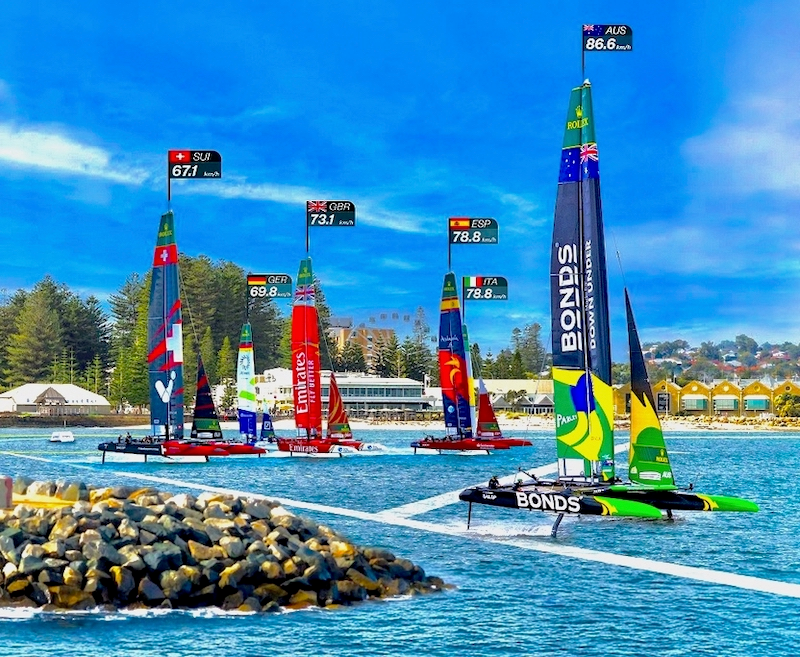 AUS
86.6 km/h
SUI
67.1 km/h
GBR
73.1 km/h
ESP
78.8 km/h
GER
69.8 km/h
ITA
78.8 km/h
ROLEX
BONDS
DOWN UNDER
Emirates
FLY BETTER
Emirates
BONDS